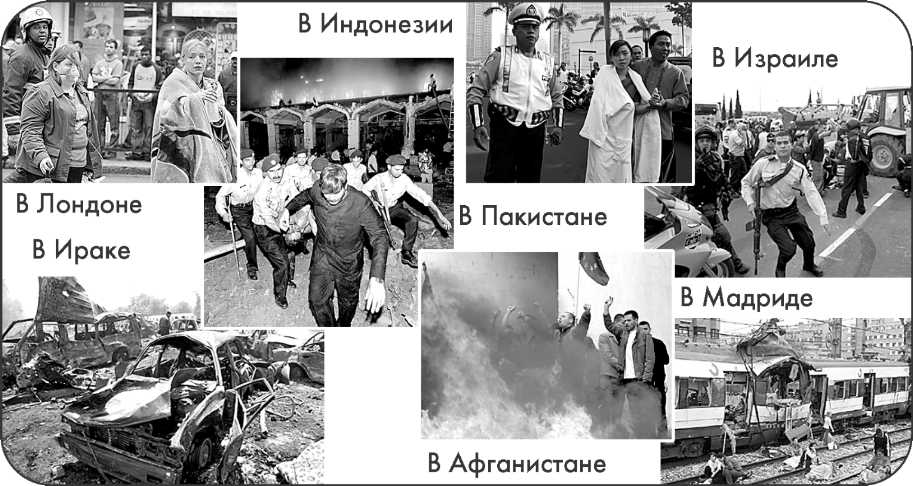 В Индонезии
В Израиле
В Лондоне
В Пакистане
В Ираке
В Мадриде
В Афганистане